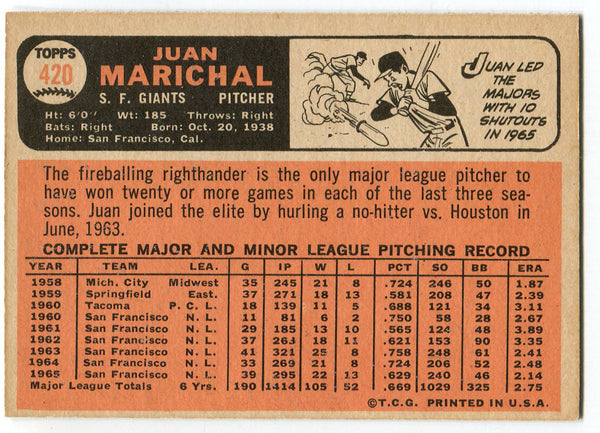 TOPPS
420
JUAN
MARICHAL
S. F. GIANTS PITCHER
Ht: 6'0" Wt: 185 Throws: Right
Bats: Right Born: Oct. 20, 1938
Home: San Francisco, Cal.
JUAN LED
THE
MAJORS
WITH 10
SHUTOUTS
IN 1965
The fireballing righthander is the only major league pitcher to
have won twenty or more games in each of the last three sea-
sons. Juan joined the elite by hurling a no-hitter vs. Houston in
June, 1963.
COMPLETE MAJOR AND MINOR LEAGUE PITCHING RECORD
YEAR TEAM LEA. G IP W L PCT SO BB ERA
1958 Mich. City Midwest 35 245 21 8 .724 246 50 1.87
1959 Springfield East. 37 271 18 13 .581 208 47 2.39
1960 Tacoma P. C. L. 18 139 11 5 .688 121 34 3.11
1960 San Francisco N. L. 11 81 6 2 .750 58 28 2.67
1961 San Francisco N. L. 29 185 13 10 .565 124 48 3.89
1962 San Francisco N. L. 37 263 18 11 .621 153 90 3.35
1963 San Francisco N. L. 41 321 25 8 .758 248 61 2.41
1964 San Francisco N. L. 33 269 21 8 .724 206 52 2.48
1965 San Francisco N. L. 39 295 22 13 .629 240 46 2.14
Major League Totals 6 Yrs. 190 1414 105 52 .669 1029 325 2.75
©T.C.G. PRINTED IN U.S.A.